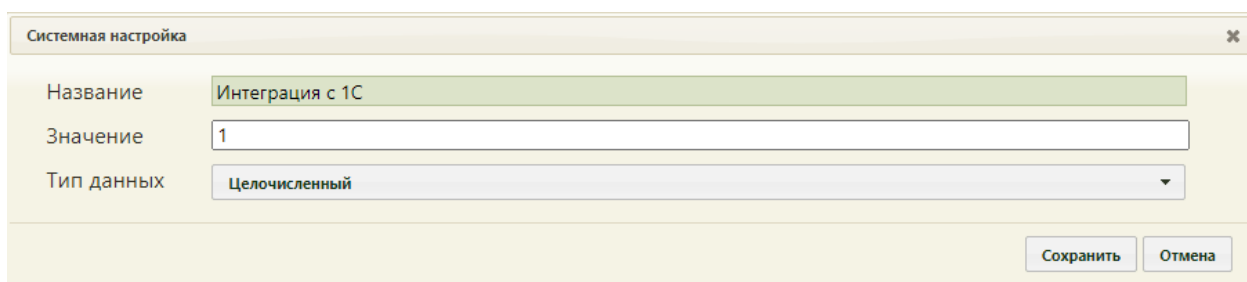 Системная настройка
Название Интеграция с 1С
Значение 1
Тип данных Целочисленный
Сохранить Отмена